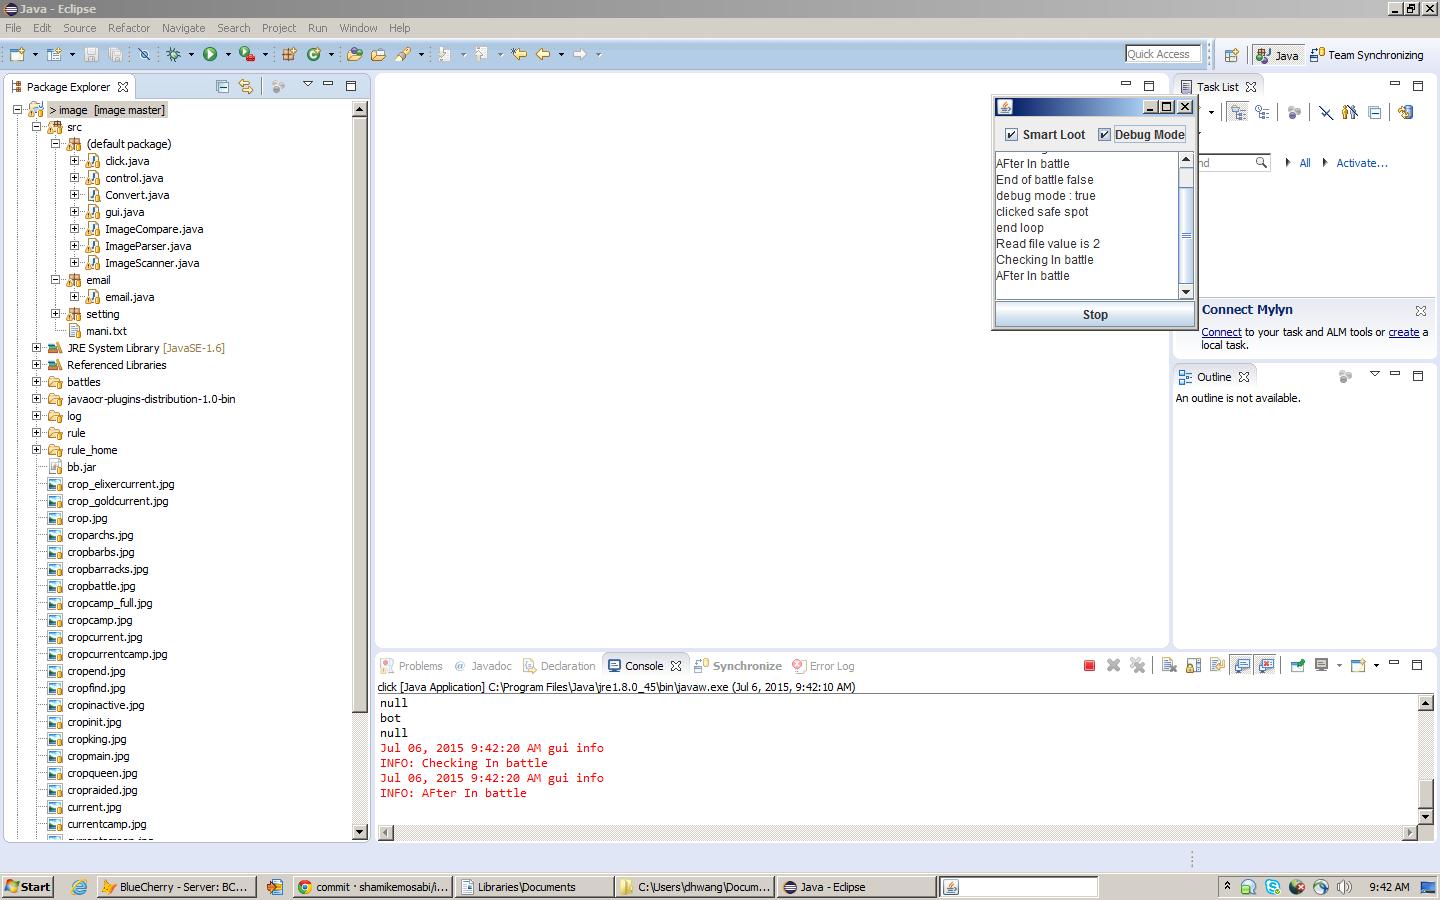 Java - Eclipse
File Edit Source Refactor Navigate Search Project Run Window Help
Quick Access
Java
Team Synchronizing
Package Explorer
> image [image master]
src
(default package)
click.java
control.java
Convert.java
gui.java
ImageCompare.java
ImageParser.java
ImageScanner.java
email
email.java
setting
mani.txt
JRE System Library [JavaSE-1.6]
Referenced Libraries
battles
javaocr-plugins-distribution-1.0-bin
log
rule
rule_home
bb.jar
crop_elixercurrent.jpg
crop_goldcurrent.jpg
crop.jpg
croparchs.jpg
cropbarbs.jpg
cropbarracks.jpg
cropbattle.jpg
cropcamp_full.jpg
cropcamp.jpg
cropcurrent.jpg
cropcurrentcamp.jpg
cropend.jpg
cropfind.jpg
cropinactive.jpg
cropinit.jpg
cropking.jpg
cropmain.jpg
cropqueen.jpg
cropraided.jpg
current.jpg
currentcamp.jpg
Smart Loot Debug Mode
AFter In battle
End of battle false
debug mode : true
clicked safe spot
end loop
Read file value is 2
Checking In battle
AFter In battle
Stop
Task List
nd
All
Activate...
Connect Mylyn
Connect to your task and ALM tools or create a
local task.
Outline
An outline is not available.
Problems @ Javadoc Declaration Console Synchronize Error Log
click [Java Application] C:\Program Files\Java\jre1.8.0_45\bin\javaw.exe (Jul 6, 2015, 9:42:10 AM)
null
bot
null
Jul 06, 2015 9:42:20 AM gui info
INFO: Checking In battle
Jul 06, 2015 9:42:20 AM gui info
INFO: AFter In battle
Start
BlueCherry - Server: BC...
commit · shamikemosabi/i...
Libraries\Documents
C:\Users\dhwang\Docum...
Java - Eclipse
9:42 AM